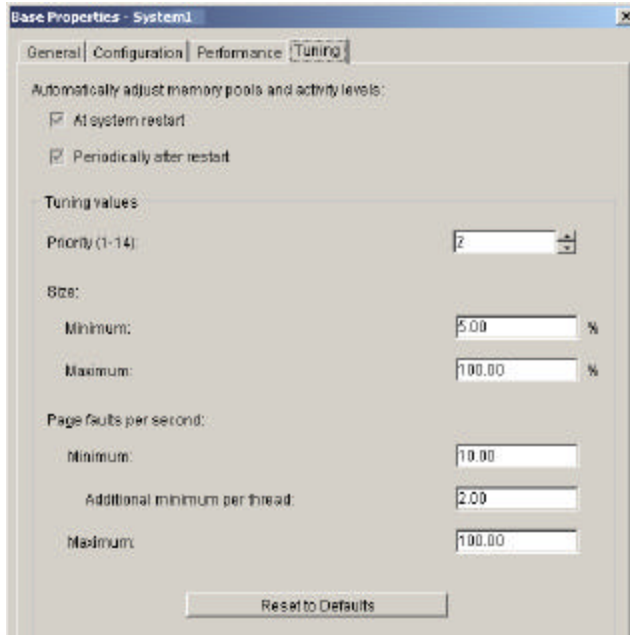 Base Properties - System1
General Configuration Performance Tuning
Automatically adjust memory pools and activity levels:
At system restart
Periodically after restart
Tuning values
Priority (1-14): 2
Size:
Minimum: 5.00 %
Maximum: 100.00 %
Page faults per second:
Minimum: 10.00
Additional minimum per thread: 2.00
Maximum: 100.00
Reset to Defaults